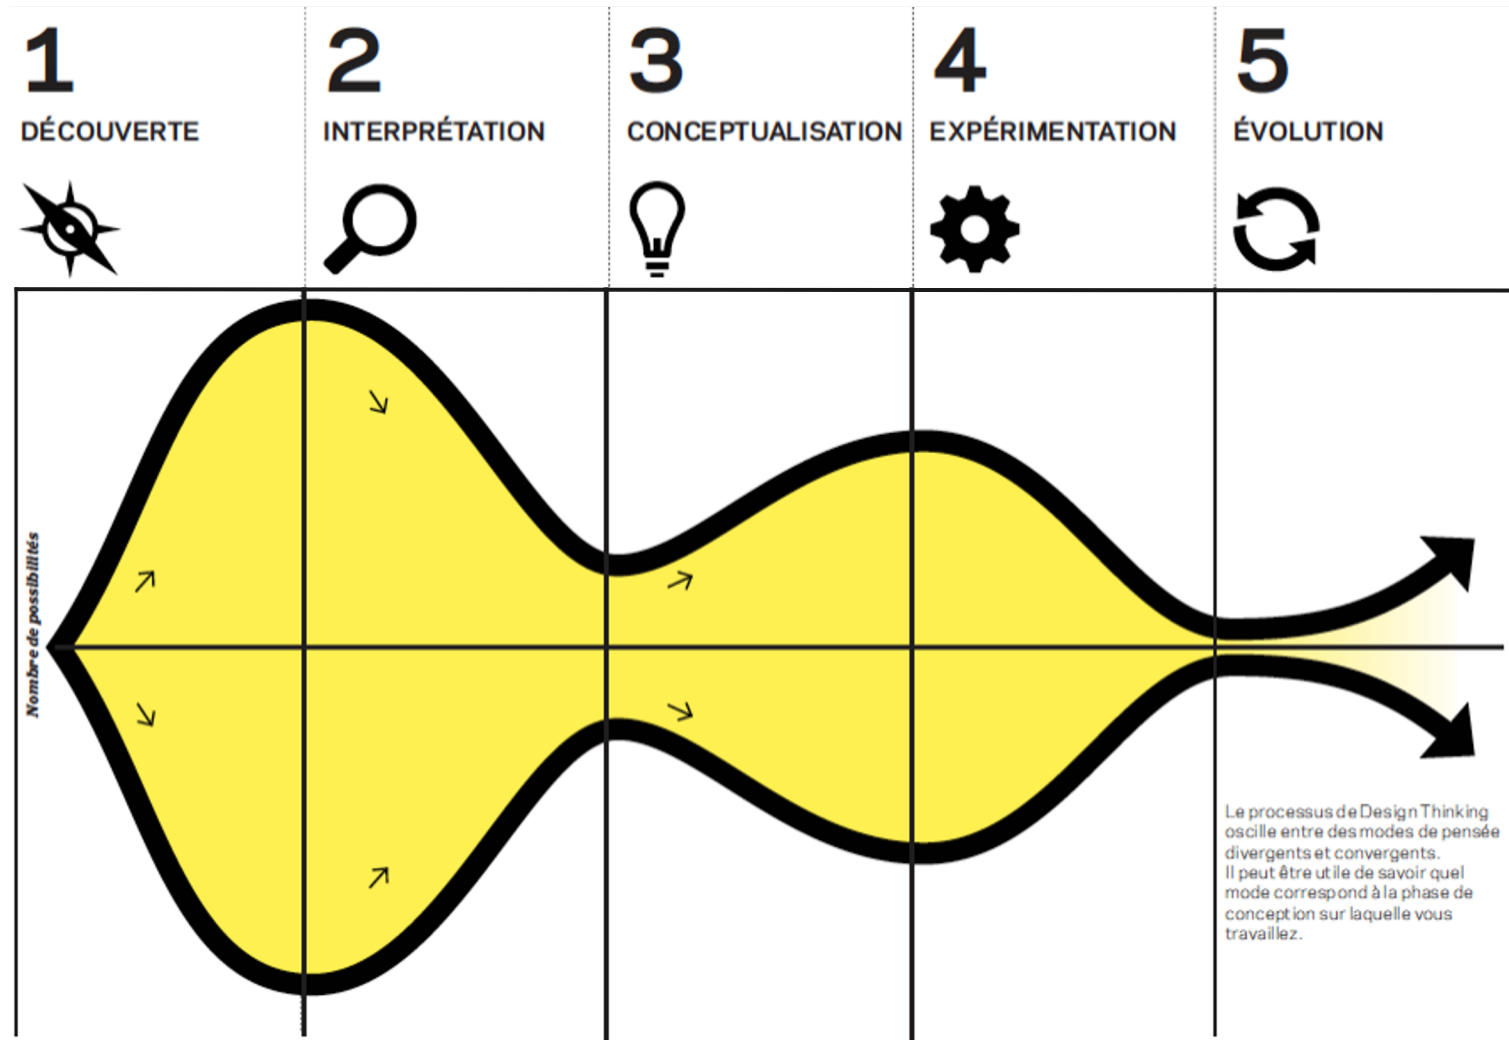 1
DÉCOUVERTE
2
INTERPRÉTATION
3
CONCEPTUALISATION
4
EXPÉRIMENTATION
5
ÉVOLUTION
Nombre de possibilités
Le processus de Design Thinking
oscille entre des modes de pensée
divergents et convergents.
Il peut être utile de savoir quel
mode correspond à la phase de
conception sur laquelle vous
travaillez.